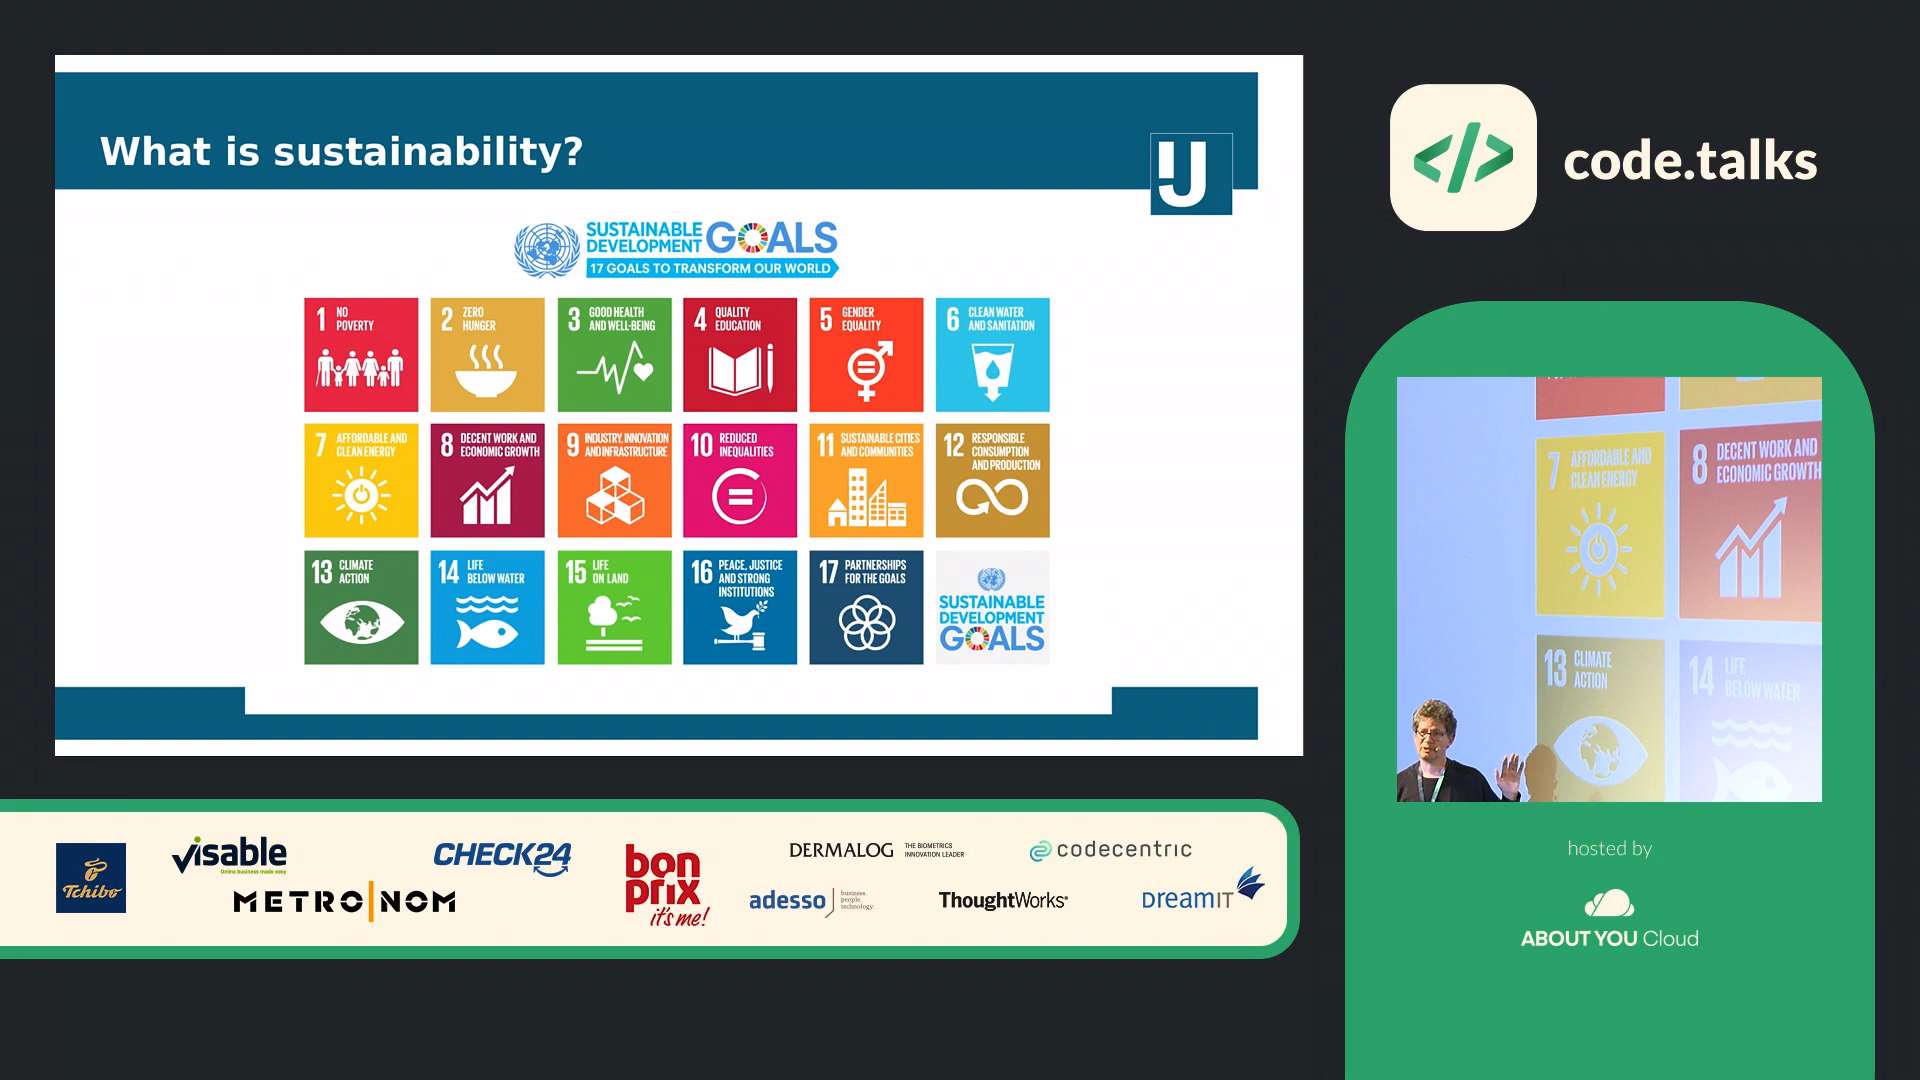 What is sustainability?
IJ
SUSTAINABLE
DEVELOPMENT
GOALS
17 GOALS TO TRANSFORM OUR WORLD
1 NO
POVERTY
2 ZERO
HUNGER
3 GOOD HEALTH
AND WELL-BEING
4 QUALITY
EDUCATION
5 GENDER
EQUALITY
6 CLEAN WATER
AND SANITATION
7 AFFORDABLE AND
CLEAN ENERGY
8 DECENT WORK AND
ECONOMIC GROWTH
9 INDUSTRY, INNOVATION
AND INFRASTRUCTURE
10 REDUCED
INEQUALITIES
11 SUSTAINABLE CITIES
AND COMMUNITIES
12 RESPONSIBLE
CONSUMPTION
AND PRODUCTION
13 CLIMATE
ACTION
14 LIFE
BELOW WATER
15 LIFE
ON LAND
16 PEACE, JUSTICE
AND STRONG
INSTITUTIONS
17 PARTNERSHIPS
FOR THE GOALS
SUSTAINABLE
DEVELOPMENT
GOALS
</> code.talks
7 AFFORDABLE AND
CLEAN ENERGY
8 DECENT WORK AND
ECONOMIC GROWTH
13 CLIMATE
ACTION
14 LIFE
BELOW WATER
hosted by
ABOUT YOU Cloud
Tchibo
visable
Online business made easy
METRO|NOM
CHECK24
bon
prix
it's me!
DERMALOG
THE BIOMETRICS
INNOVATION LEADER
adesso
business.
people.
technology.
codecentric
ThoughtWorks®
DREAMIT